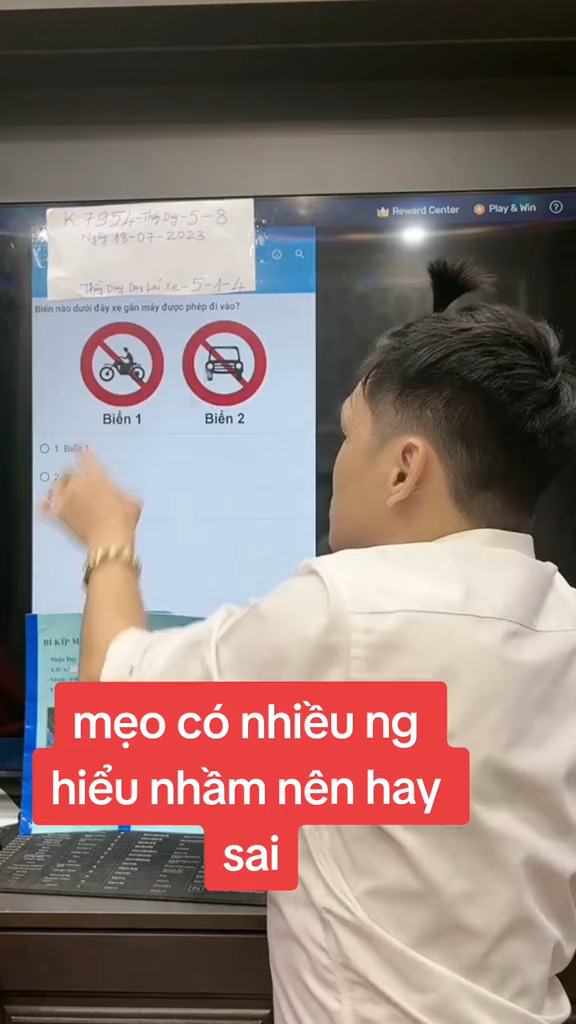 K.7954-Thầy Duy-5-8
Ngày 18-07-2023
Thầy Duy Dạy Lái Xe-5-1-4
Reward Center
Play & Win
?
Biển nào dưới đây xe gắn máy được phép đi vào?
Biển 1
Biển 2
1. Biển 1
2.
BÍ KÍP M
mẹo có nhiều ng
hiểu nhầm nên hay
sai